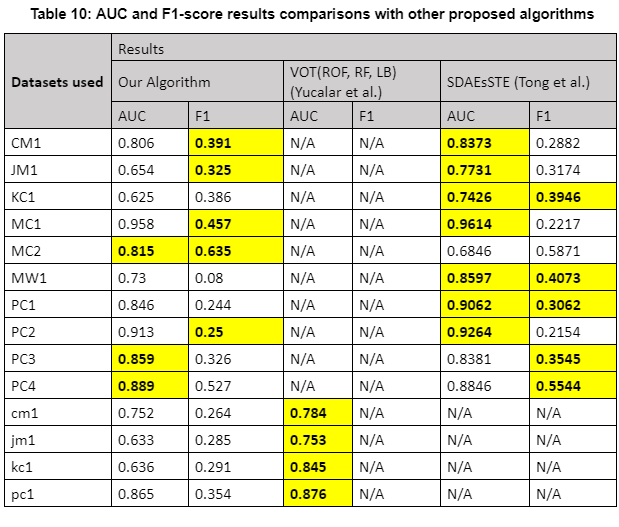 Table 10: AUC and F1-score results comparisons with other proposed algorithms
Datasets used Results
Our Algorithm VOT(ROF, RF, LB) (Yucalar et al.) SDAEsSTE (Tong et al.)
AUC F1 AUC F1 AUC F1
CM1 0.806 0.391 N/A N/A 0.8373 0.2882
JM1 0.654 0.325 N/A N/A 0.7731 0.3174
KC1 0.625 0.386 N/A N/A 0.7426 0.3946
MC1 0.958 0.457 N/A N/A 0.9614 0.2217
MC2 0.815 0.635 N/A N/A 0.6846 0.5871
MW1 0.73 0.08 N/A N/A 0.8597 0.4073
PC1 0.846 0.244 N/A N/A 0.9062 0.3062
PC2 0.913 0.25 N/A N/A 0.9264 0.2154
PC3 0.859 0.326 N/A N/A 0.8381 0.3545
PC4 0.889 0.527 N/A N/A 0.8846 0.5544
cm1 0.752 0.264 0.784 N/A N/A N/A
jm1 0.633 0.285 0.753 N/A N/A N/A
kc1 0.636 0.291 0.845 N/A N/A N/A
pc1 0.865 0.354 0.876 N/A N/A N/A